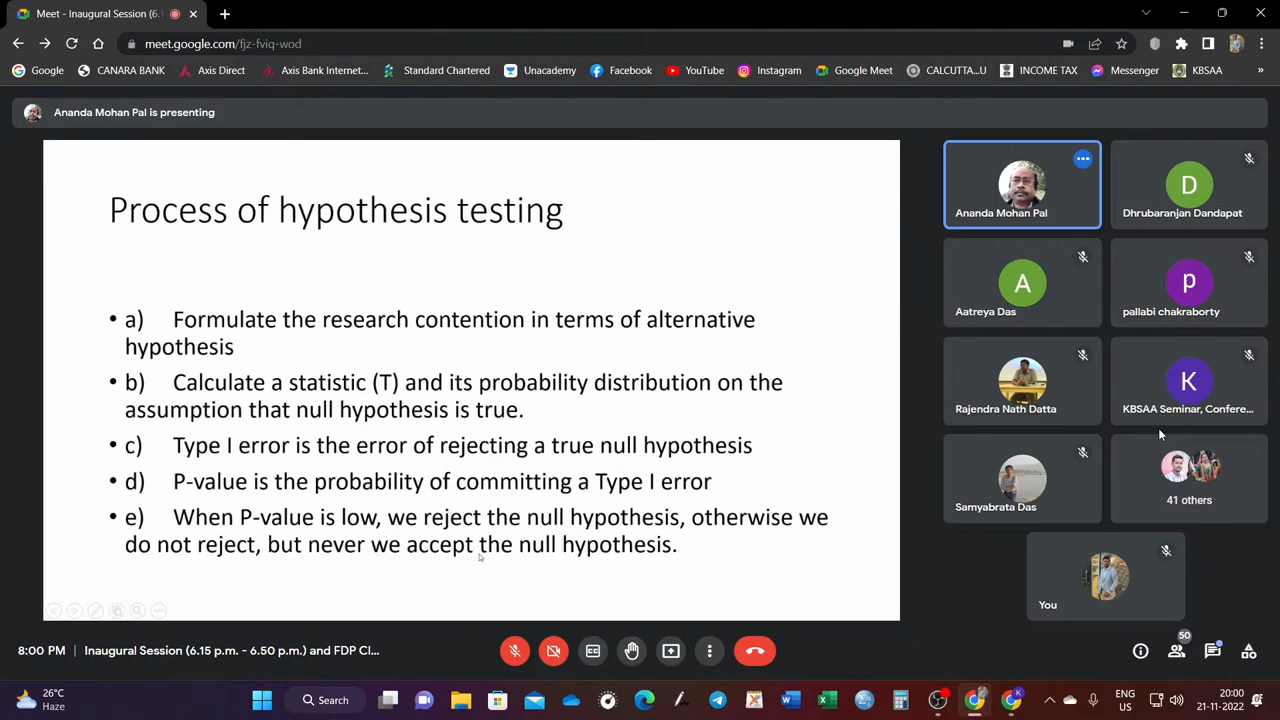 Meet - Inaugural Session (6.1
meet.google.com/fjz-fviq-wod
Google
CANARA BANK
Axis Direct
Axis Bank Internet...
Standard Chartered
Unacademy
Facebook
YouTube
Instagram
Google Meet
CALCUTTA...U
INCOME TAX
Messenger
KBSAA
»
Ananda Mohan Pal is presenting
Process of hypothesis testing
• a) Formulate the research contention in terms of alternative
hypothesis
• b) Calculate a statistic (T) and its probability distribution on the
assumption that null hypothesis is true.
• c) Type I error is the error of rejecting a true null hypothesis
• d) P-value is the probability of committing a Type I error
• e) When P-value is low, we reject the null hypothesis, otherwise we
do not reject, but never we accept the null hypothesis.
Ananda Mohan Pal
D
Dhrubaranjan Dandapat
A
Aatreya Das
p
pallabi chakraborty
Rajendra Nath Datta
K
KBSAA Seminar, Confere...
Samyabrata Das
41 others
You
8:00 PM | Inaugural Session (6.15 p.m. - 6.50 p.m.) and FDP Cl...
50
26°C
Haze
Search
ENG
US
20:00
21-11-2022